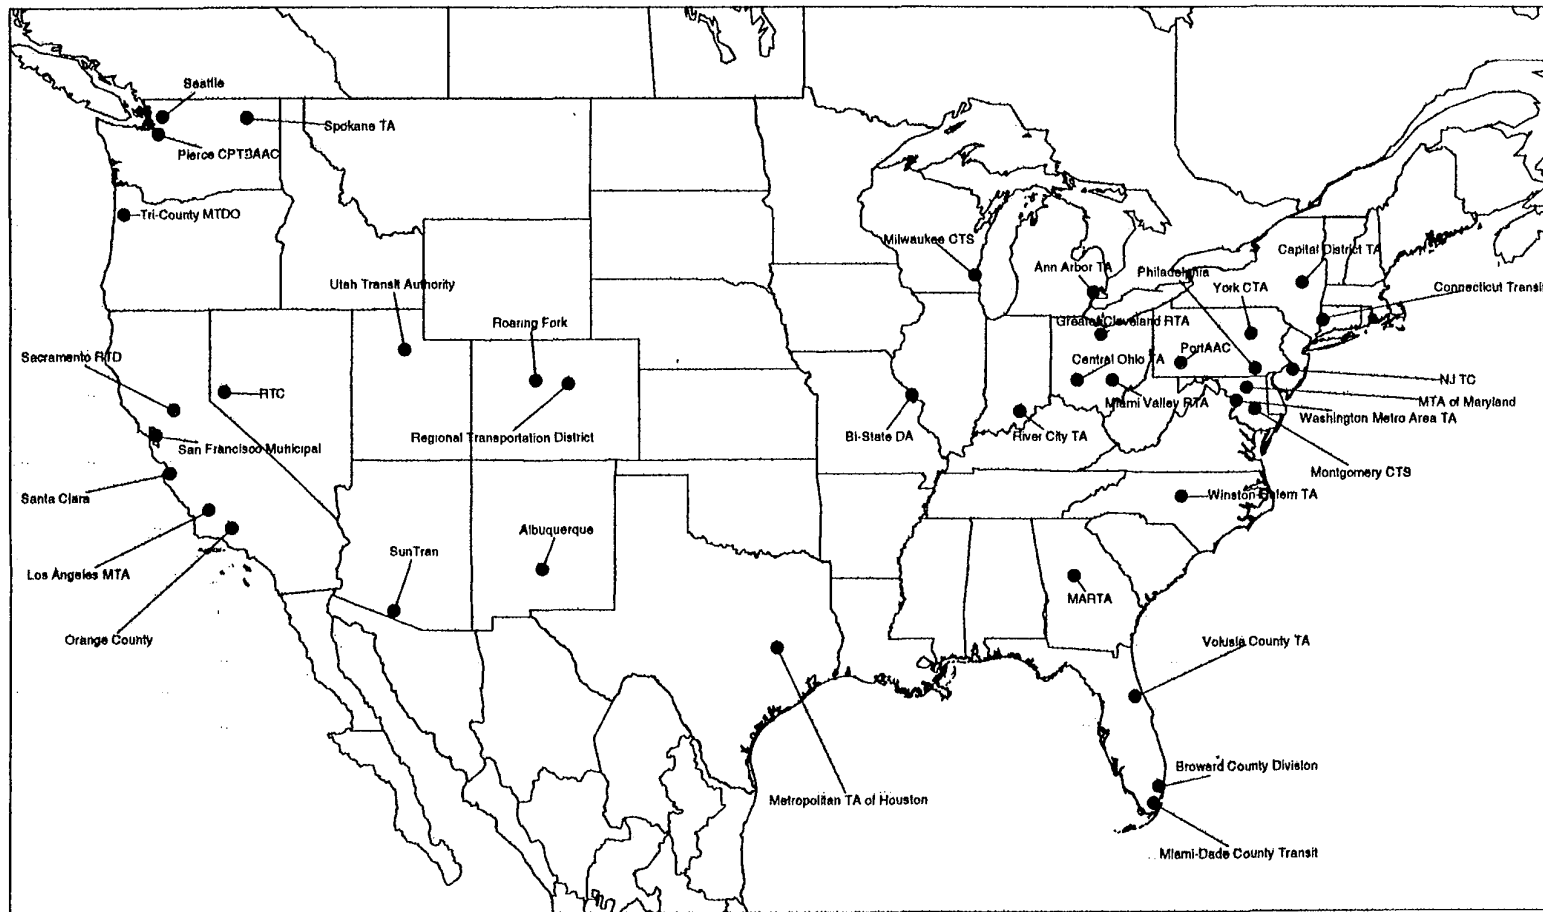 Seattle
Spokane TA
Pierce CPTBAAC
Tri-County MTDO
Milwaukee CTS
Capital District TA
Ann Arbor TA
Philadelphia
Utah Transit Authority
York CTA
Connecticut Transit
Roaring Fork
Greater Cleveland RTA
Sacramento RTD
Central Ohio TA
PortAAC
NJ TC
RTC
Miami Valley RTA
MTA of Maryland
Washington Metro Area TA
Regional Transportation District
Bi-State DA
River City TA
San Francisco Municipal
Montgomery CTS
Santa Clara
Winston-Salem TA
Albuquerque
SunTran
Los Angeles MTA
MARTA
Orange County
Volusia County TA
Broward County Division
Metropolitan TA of Houston
Miami-Dade County Transit